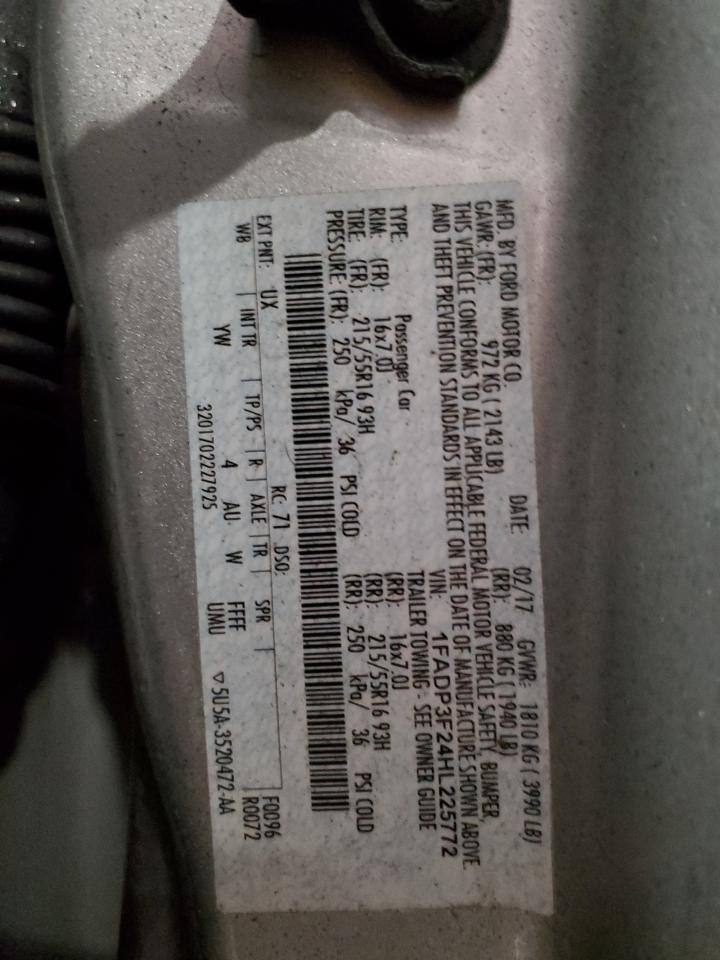 MFD. BY FORD MOTOR CO.
DATE: 02/17 GVWR: 1810 KG ( 3990 LB)
GAWR: (FR): 972 KG ( 2143 LB) (RR): 880 KG ( 1940 LB)
THIS VEHICLE CONFORMS TO ALL APPLICABLE FEDERAL MOTOR VEHICLE SAFETY, BUMPER,
AND THEFT PREVENTION STANDARDS IN EFFECT ON THE DATE OF MANUFACTURE SHOWN ABOVE.
VIN: 1FADP3F24HL225772
TYPE: Passenger Car TRAILER TOWING - SEE OWNER GUIDE
RIM: (FR): 16x7.0J (RR): 16x7.0J
TIRE: (FR): 215/55R16 93H (RR): 215/55R16 93H
PRESSURE: (FR): 250 kPa/ 36 PSI COLD (RR): 250 kPa/ 36 PSI COLD
EXT PNT: UX RC: 71 DSO: F0096
WB | INT TR | TP/PS | R | AXLE | TR | SPR | R0072
YW 4 AU W FFFF
UMU
3201702227925 ▽5U5A-3520472-AA